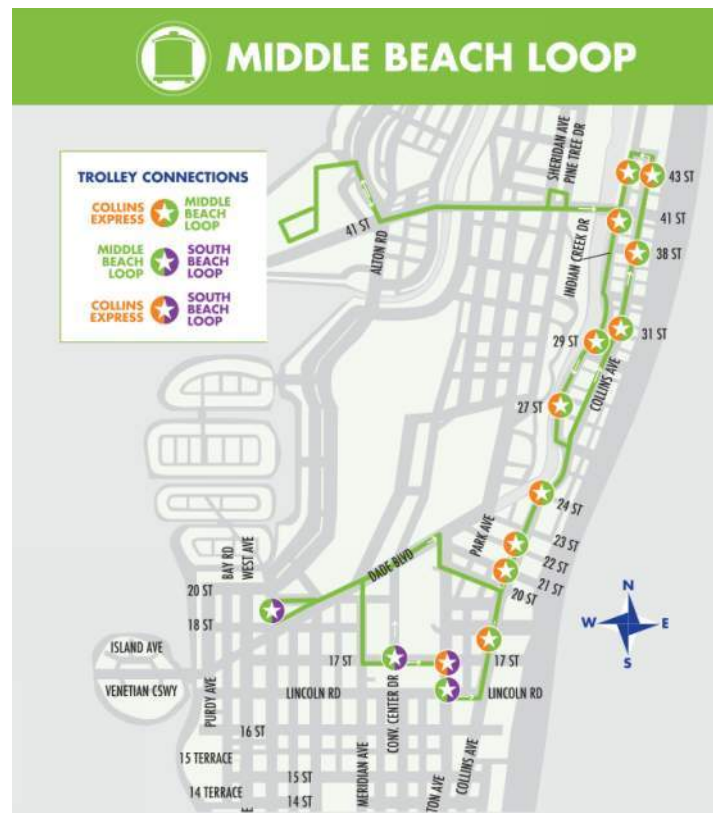 MIDDLE BEACH LOOP
TROLLEY CONNECTIONS
COLLINS
EXPRESS
MIDDLE
BEACH
LOOP
MIDDLE
BEACH
LOOP
SOUTH
BEACH
LOOP
COLLINS
EXPRESS
SOUTH
BEACH
LOOP
SHERIDAN AVE
PINE TREE DR
43 ST
41 ST
41 ST
ALTON RD
INDIAN CREEK DR
38 ST
31 ST
29 ST
COLLINS AVE
27 ST
24 ST
PARK AVE
23 ST
22 ST
21 ST
20 ST
DADE BLVD
BAY RD
WEST AVE
20 ST
18 ST
ISLAND AVE
VENETIAN CSWY
PURDY AVE
17 ST
17 ST
LINCOLN RD
CONV. CENTER DR
LINCOLN RD
16 ST
15 TERRACE
15 ST
14 TERRACE
14 ST
E
MERIDIAN AVE
TON AVE
COLLINS AVE
N
W
E
S